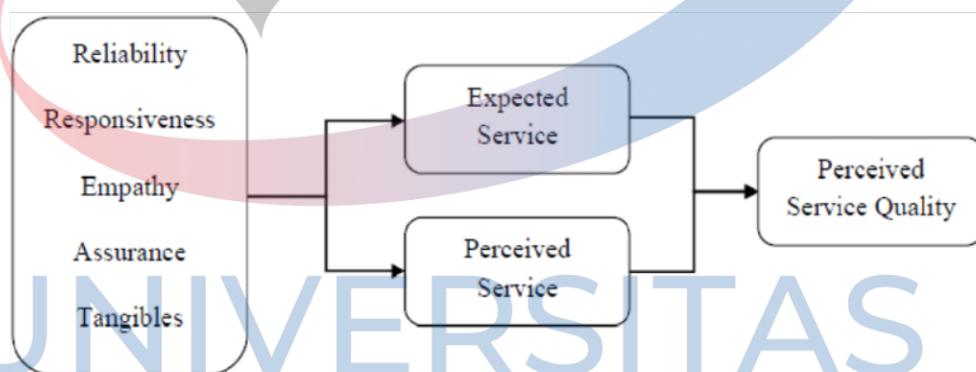 Reliability
Responsiveness
Empathy
Assurance
Tangibles
Expected
Service
Perceived
Service
Perceived
Service Quality
UNIVERSITAS